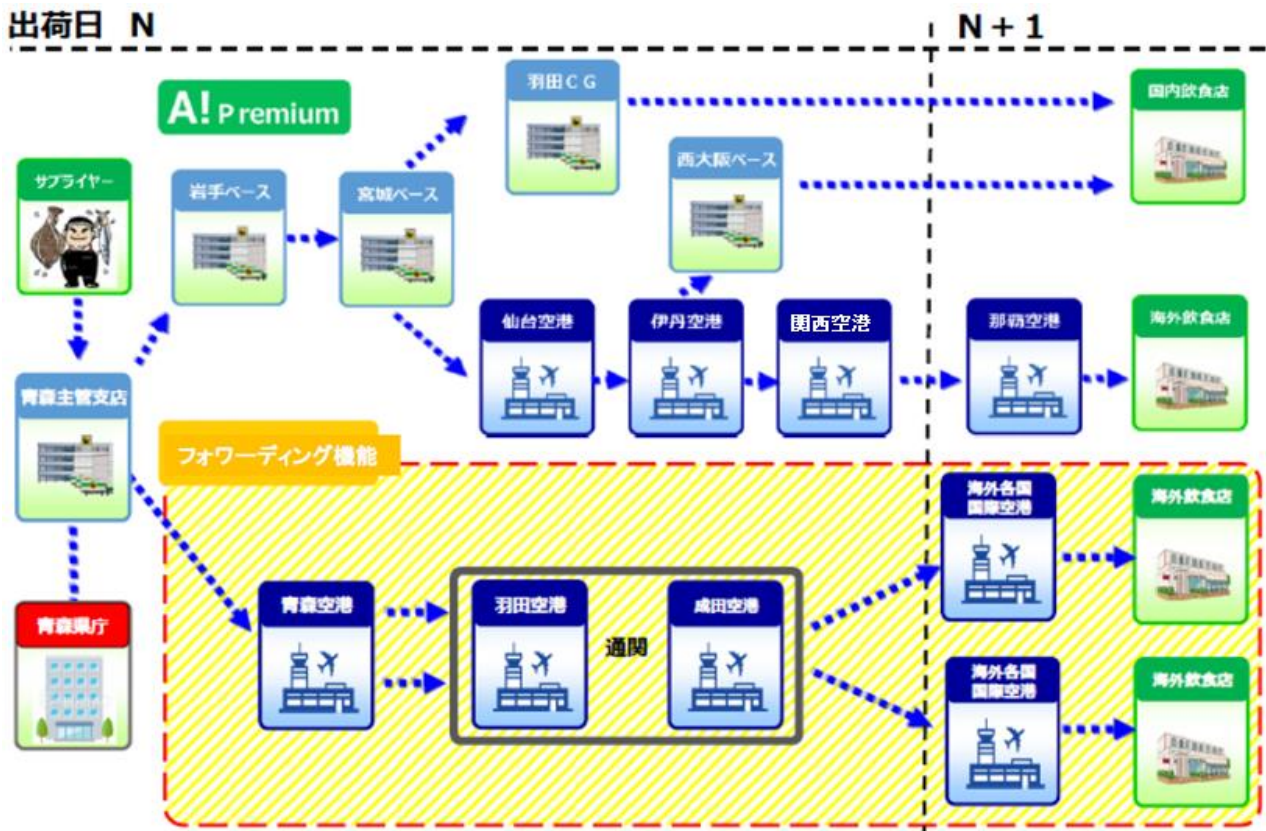 出荷日 N
N + 1
A! Premium
サプライヤー
岩手ベース
宮城ベース
羽田CG
西大阪ベース
国内飲食店
仙台空港
伊丹空港
関西空港
那覇空港
海外飲食店
青森主管支店
フォワーディング機能
青森県庁
青森空港
羽田空港
通関
成田空港
海外各国
国際空港
海外飲食店
海外各国
国際空港
海外飲食店